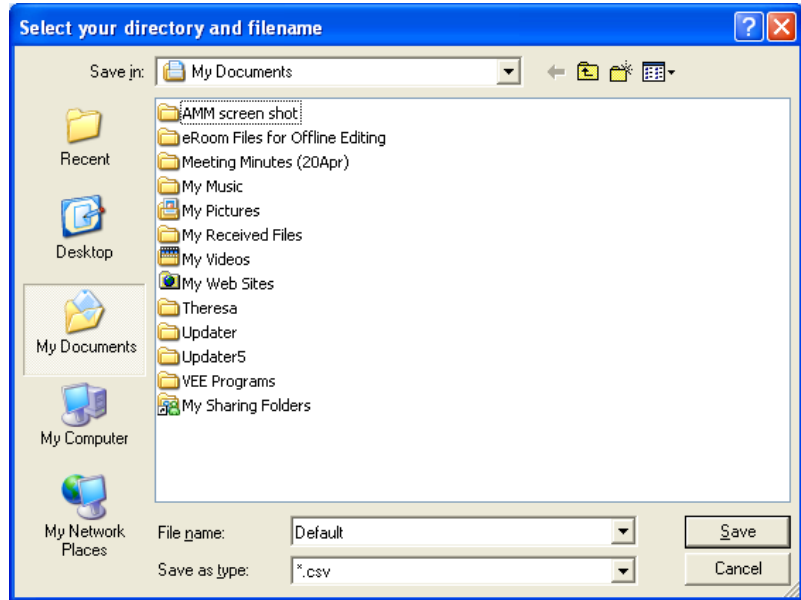 Select your directory and filename
Save in: My Documents
Recent
Desktop
My Documents
My Computer
My Network
Places
AMM screen shot
eRoom Files for Offline Editing
Meeting Minutes (20Apr)
My Music
My Pictures
My Received Files
My Videos
My Web Sites
Theresa
Updater
Updater5
VEE Programs
My Sharing Folders
File name: Default Save
Save as type: *.csv Cancel